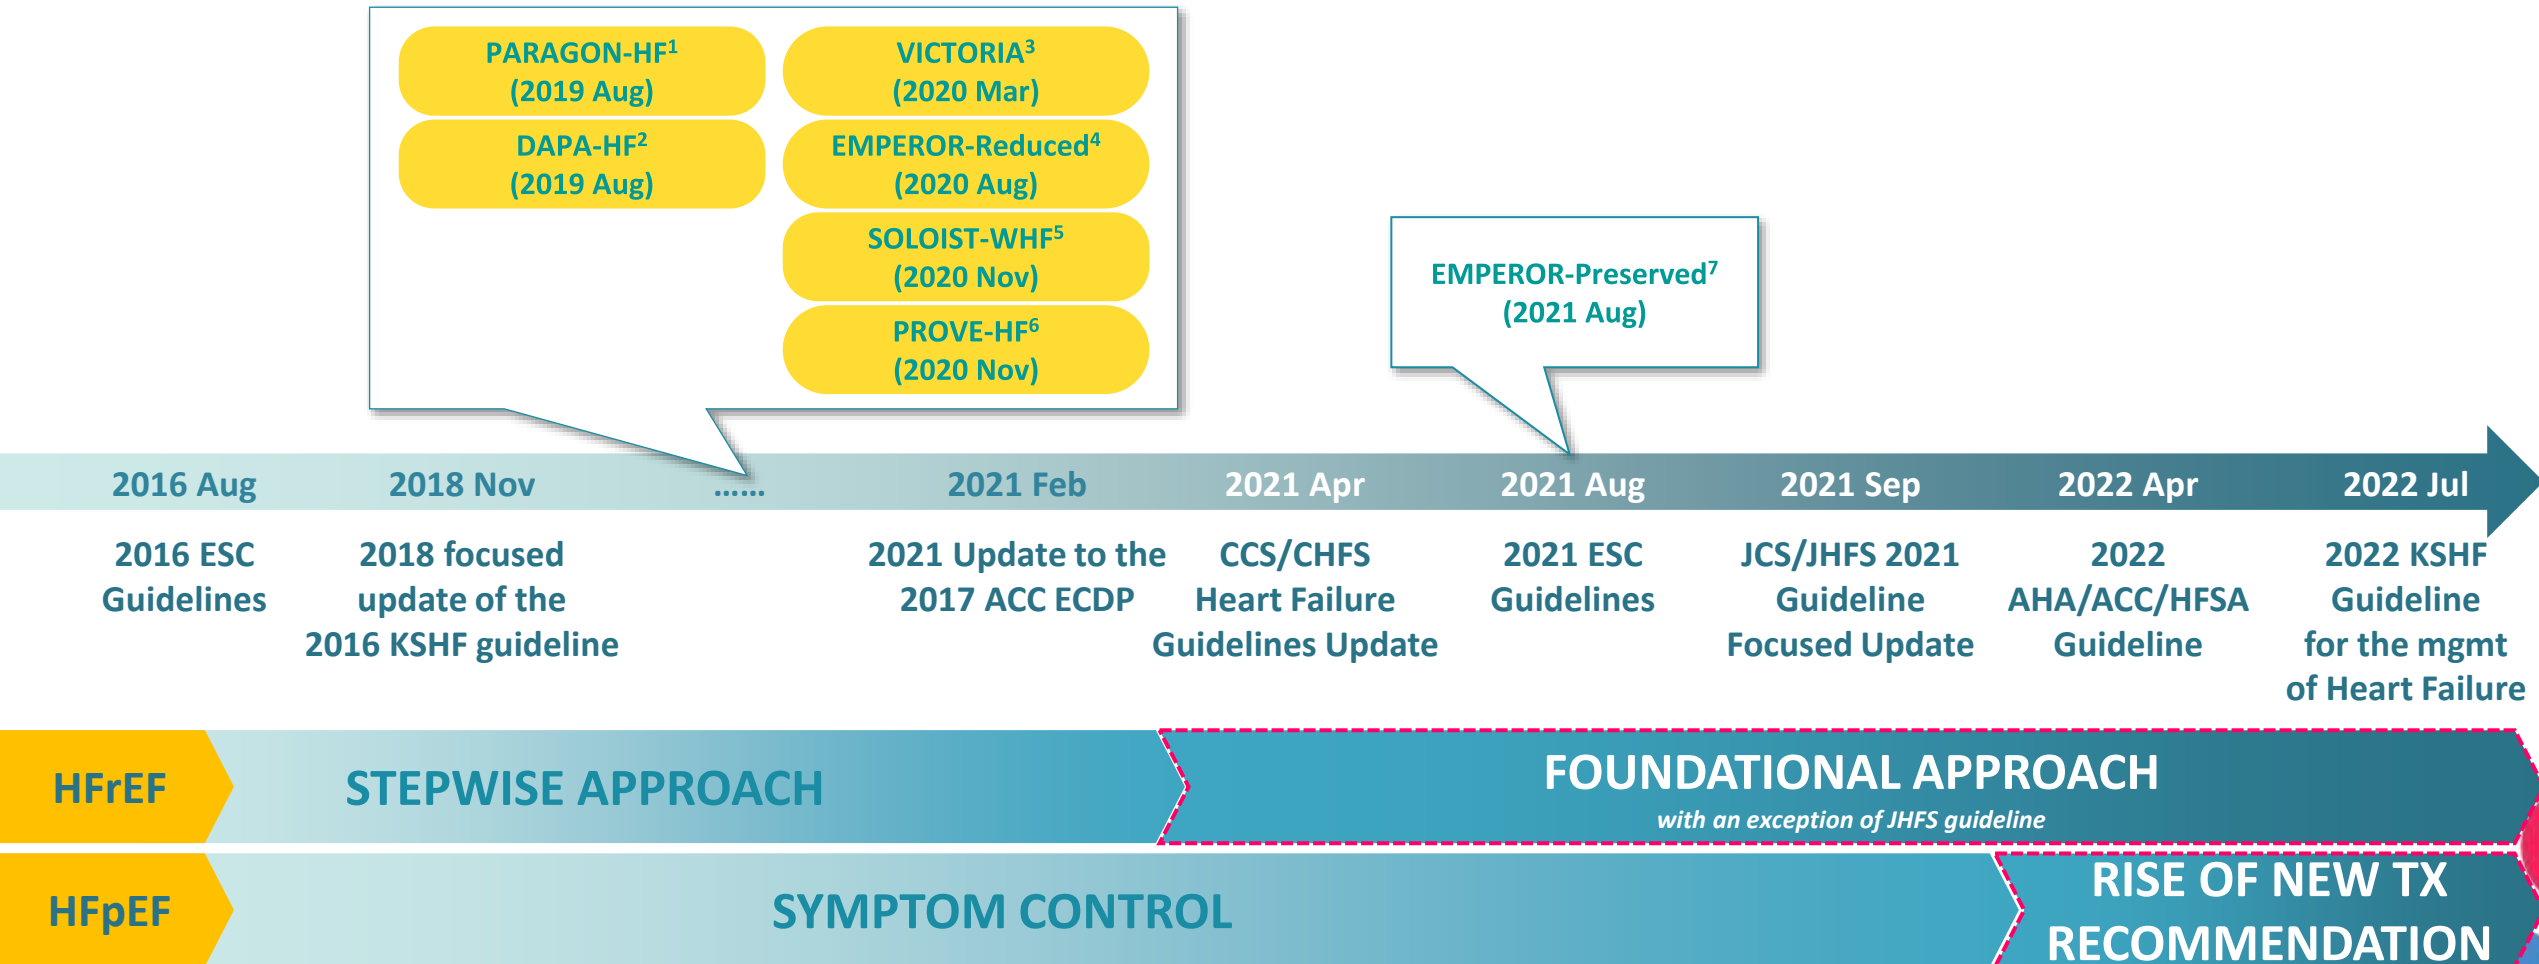 PARAGON-HF¹
(2019 Aug)
DAPA-HF²
(2019 Aug)
VICTORIA³
(2020 Mar)
EMPEROR-Reduced⁴
(2020 Aug)
SOLOIST-WHF⁵
(2020 Nov)
PROVE-HF⁶
(2020 Nov)
EMPEROR-Preserved⁷
(2021 Aug)
2016 Aug
2018 Nov
......
2021 Feb
2021 Apr
2021 Aug
2021 Sep
2022 Apr
2022 Jul
2016 ESC
Guidelines
2018 focused
update of the
2016 KSHF guideline
2021 Update to the
2017 ACC ECDP
CCS/CHFS
Heart Failure
Guidelines Update
2021 ESC
Guidelines
JCS/JHFS 2021
Guideline
Focused Update
2022
AHA/ACC/HFSA
Guideline
2022 KSHF
Guideline
for the mgmt
of Heart Failure
HFrEF
STEPWISE APPROACH
FOUNDATIONAL APPROACH
with an exception of JHFS guideline
HFpEF
SYMPTOM CONTROL
RISE OF NEW TX
RECOMMENDATION